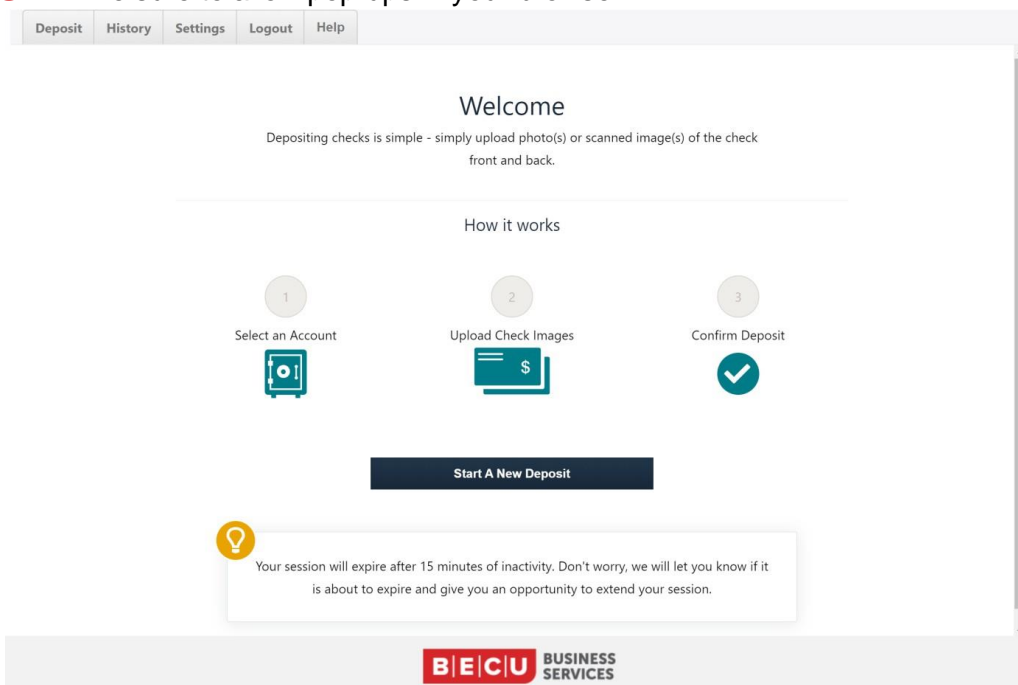 Deposit History Settings Logout Help
Welcome
Depositing checks is simple - simply upload photo(s) or scanned image(s) of the check
front and back.
How it works
1 2 3
Select an Account Upload Check Images Confirm Deposit
$
Start A New Deposit
Your session will expire after 15 minutes of inactivity. Don't worry, we will let you know if it
is about to expire and give you an opportunity to extend your session.
B|E|C|U BUSINESS
SERVICES